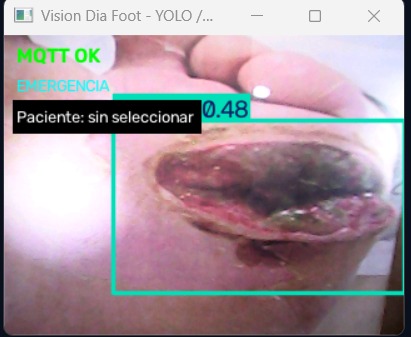 Vision Dia Foot - YOLO /...
MQTT OK
EMERGENCIA
0.48
Paciente: sin seleccionar